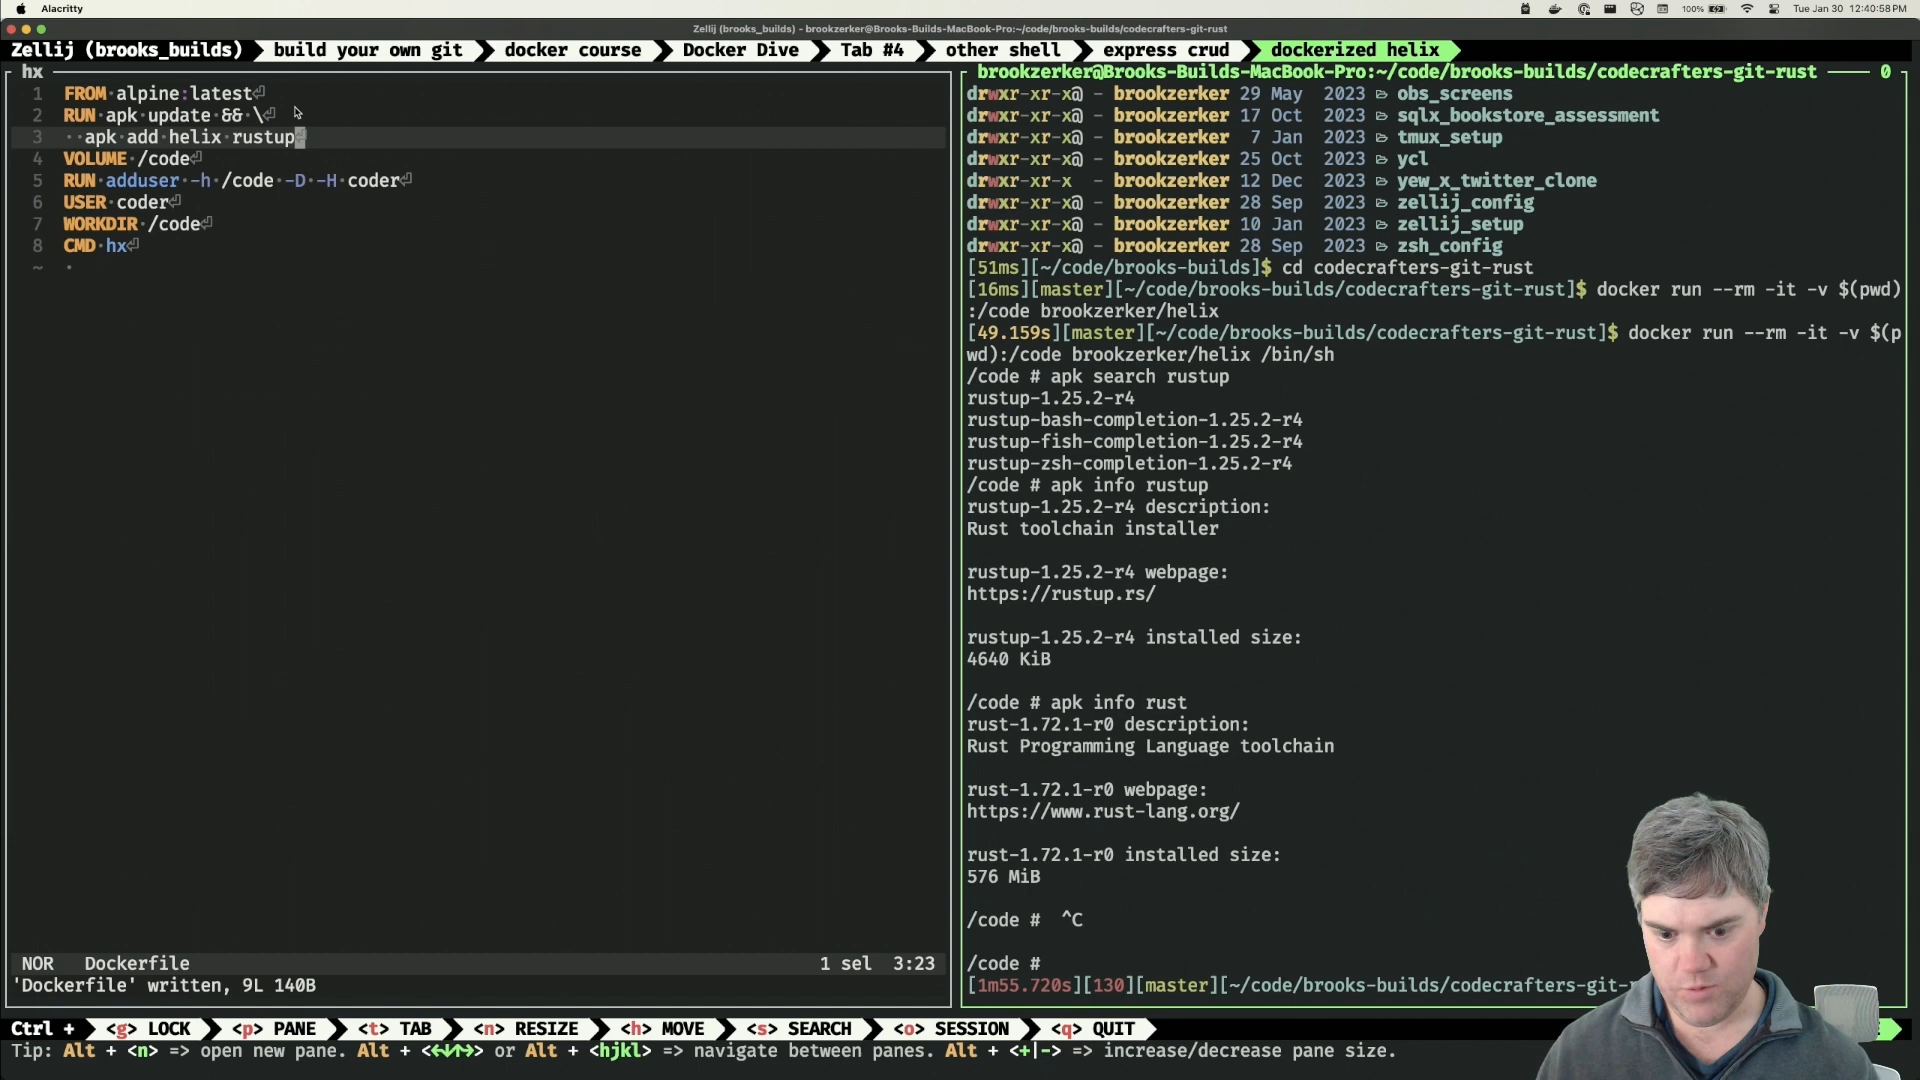 Alacritty
100%
Tue Jan 30 12:40:58 PM
Zellij (brooks_builds) - brookzerker@Brooks-Builds-MacBook-Pro:~/code/brooks-builds/codecrafters-git-rust
Zellij (brooks_builds) build your own git docker course Docker Dive Tab #4 other shell express crud dockerized helix
hx
1 FROM·alpine:latest⏎
2 RUN·apk·update·&&·\⏎
3 ··apk·add·helix·rustup⏎
4 VOLUME·/code⏎
5 RUN·adduser·-h·/code·-D·-H·coder⏎
6 USER·coder⏎
7 WORKDIR·/code⏎
8 CMD·hx⏎
~ ·
NOR Dockerfile 1 sel 3:23
'Dockerfile' written, 9L 140B
brookzerker@Brooks-Builds-MacBook-Pro:~/code/brooks-builds/codecrafters-git-rust 0
drwxr-xr-x@ - brookzerker 29 May 2023 obs_screens
drwxr-xr-x@ - brookzerker 17 Oct 2023 sqlx_bookstore_assessment
drwxr-xr-x@ - brookzerker 7 Jan 2023 tmux_setup
drwxr-xr-x@ - brookzerker 25 Oct 2023 ycl
drwxr-xr-x - brookzerker 12 Dec 2023 yew_x_twitter_clone
drwxr-xr-x@ - brookzerker 28 Sep 2023 zellij_config
drwxr-xr-x@ - brookzerker 10 Jan 2023 zellij_setup
drwxr-xr-x@ - brookzerker 28 Sep 2023 zsh_config
[51ms][~/code/brooks-builds]$ cd codecrafters-git-rust
[16ms][master][~/code/brooks-builds/codecrafters-git-rust]$ docker run --rm -it -v $(pwd)
:/code brookzerker/helix
[49.159s][master][~/code/brooks-builds/codecrafters-git-rust]$ docker run --rm -it -v $(p
wd):/code brookzerker/helix /bin/sh
/code # apk search rustup
rustup-1.25.2-r4
rustup-bash-completion-1.25.2-r4
rustup-fish-completion-1.25.2-r4
rustup-zsh-completion-1.25.2-r4
/code # apk info rustup
rustup-1.25.2-r4 description:
Rust toolchain installer
rustup-1.25.2-r4 webpage:
https://rustup.rs/
rustup-1.25.2-r4 installed size:
4640 KiB
/code # apk info rust
rust-1.72.1-r0 description:
Rust Programming Language toolchain
rust-1.72.1-r0 webpage:
https://www.rust-lang.org/
rust-1.72.1-r0 installed size:
576 MiB
/code # ^C
/code #
[1m55.720s][130][master][~/code/brooks-builds/codecrafters-git-
Ctrl + <g> LOCK <p> PANE <t> TAB <n> RESIZE <h> MOVE <s> SEARCH <o> SESSION <q> QUIT
Tip: Alt + <n> => open new pane. Alt + <←↓↑→> or Alt + <hjkl> => navigate between panes. Alt + <+|-> => increase/decrease pane size.